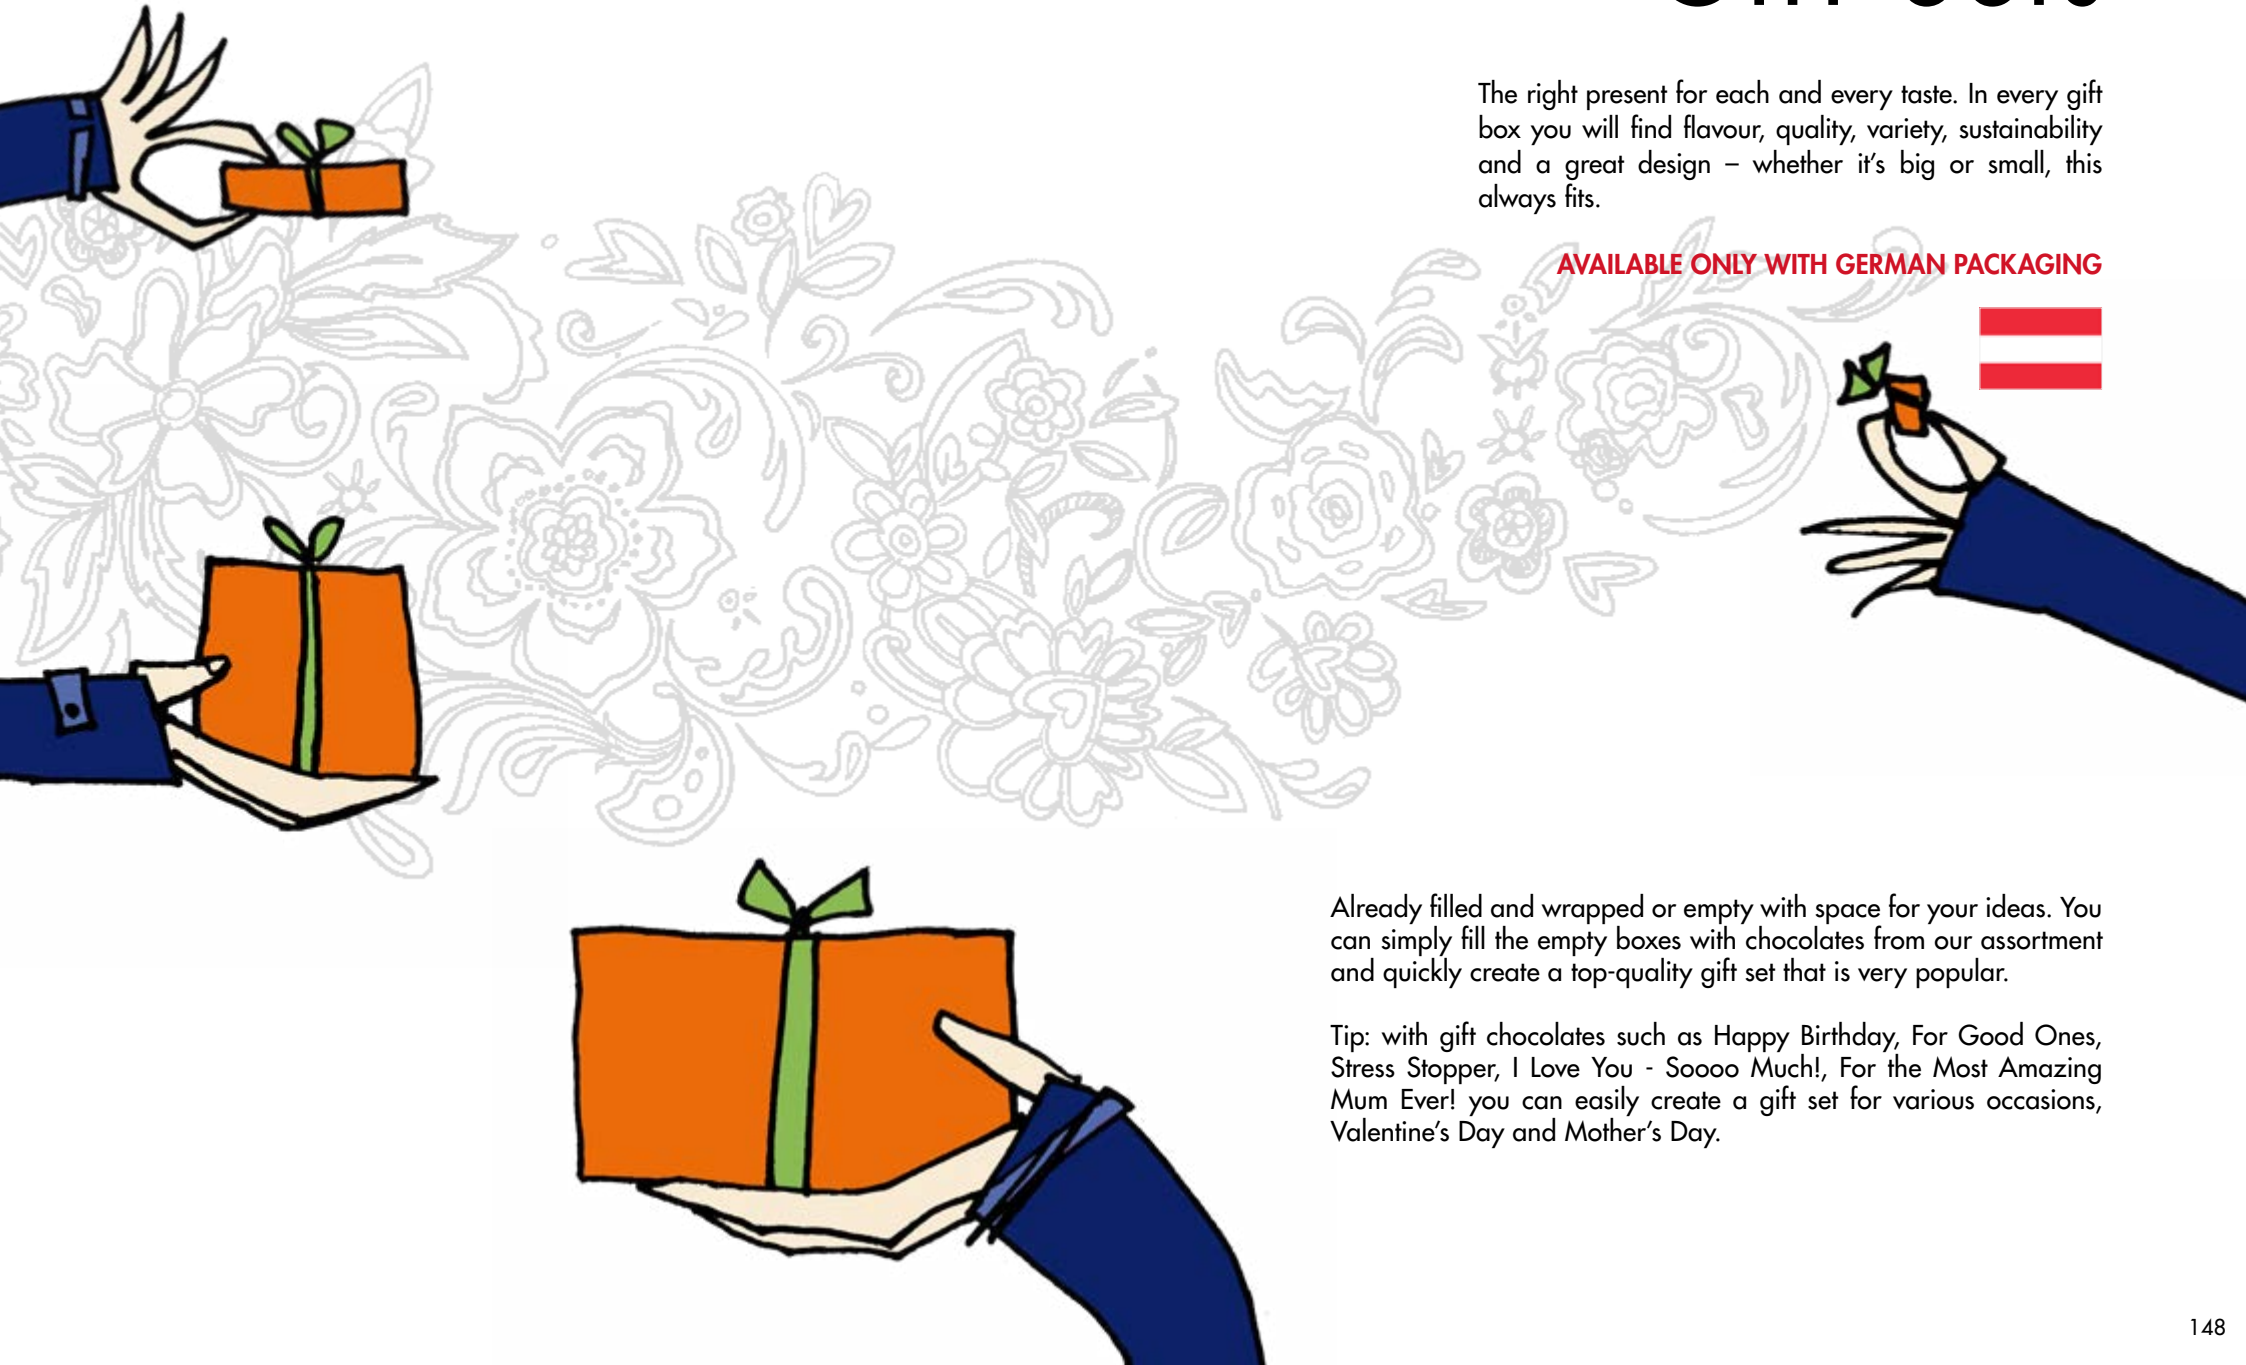 The right present for each and every taste. In every gift
box you will find flavour, quality, variety, sustainability
and a great design – whether it's big or small, this
always fits.
AVAILABLE ONLY WITH GERMAN PACKAGING
Already filled and wrapped or empty with space for your ideas. You
can simply fill the empty boxes with chocolates from our assortment
and quickly create a top-quality gift set that is very popular.
Tip: with gift chocolates such as Happy Birthday, For Good Ones,
Stress Stopper, I Love You - Soooo Much!, For the Most Amazing
Mum Ever! you can easily create a gift set for various occasions,
Valentine's Day and Mother's Day.
148